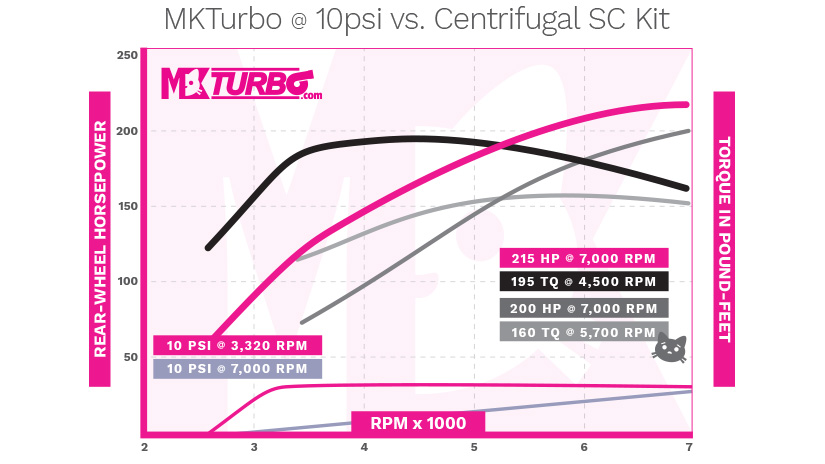 MKTurbo @ 10psi vs. Centrifugal SC Kit
250
200
150
100
50
REAR-WHEEL HORSEPOWER
MKTURBO
.com
TORQUE IN POUND-FEET
215 HP @ 7,000 RPM
195 TQ @ 4,500 RPM
200 HP @ 7,000 RPM
160 TQ @ 5,700 RPM
10 PSI @ 3,320 RPM
10 PSI @ 7,000 RPM
RPM x 1000
2 3 4 5 6 7